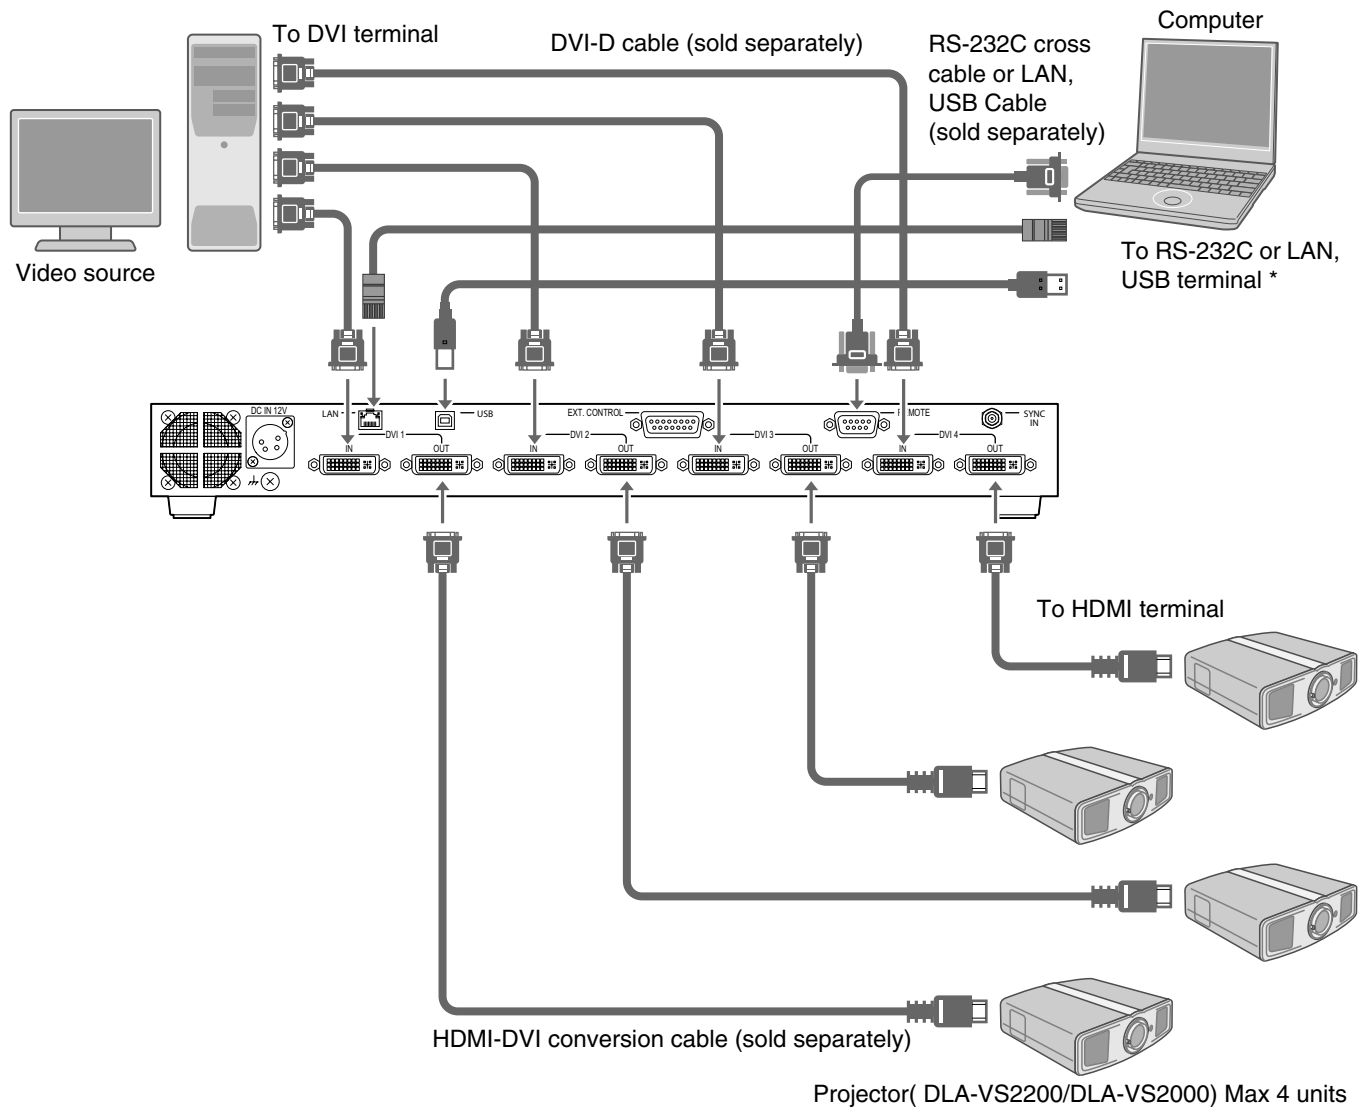 Computer
To DVI terminal
DVI-D cable (sold separately)
RS-232C cross
cable or LAN,
USB Cable
(sold separately)
Video source
To RS-232C or LAN,
USB terminal *
DC IN 12V
LAN
USB
EXT. CONTROL
REMOTE
SYNC
IN
DVI 1
DVI 2
DVI 3
DVI 4
IN
OUT
IN
OUT
IN
OUT
IN
OUT
To HDMI terminal
HDMI-DVI conversion cable (sold separately)
Projector( DLA-VS2200/DLA-VS2000) Max 4 units